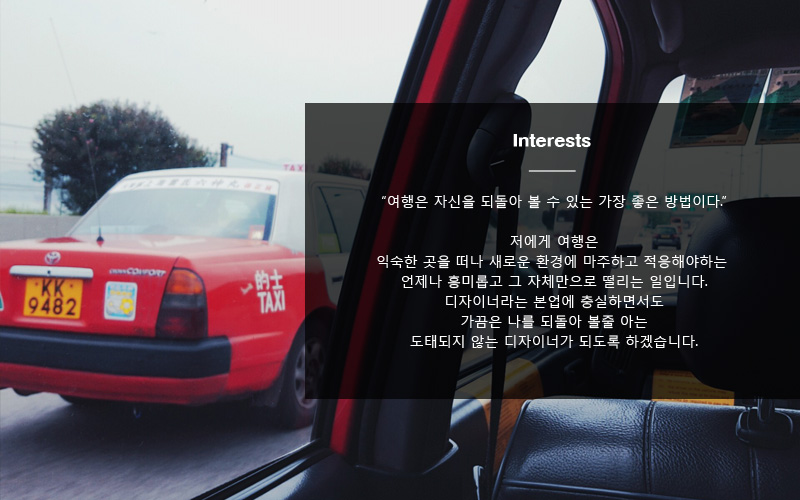 Interests
“여행은 자신을 되돌아 볼 수 있는 가장 좋은 방법이다.”
저에게 여행은
익숙한 곳을 떠나 새로운 환경에 마주하고 적응해야하는
언제나 흥미롭고 그 자체만으로 떨리는 일입니다.
디자이너라는 본업에 충실하면서도
가끔은 나를 되돌아 볼줄 아는
도태되지 않는 디자이너가 되도록 하겠습니다.
TAXI
CROWN COMFORT
KK
9482
的士
TAXI